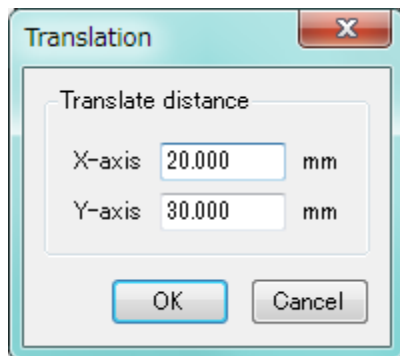 Translation
Translate distance
X-axis 20.000 mm
Y-axis 30.000 mm
OK Cancel